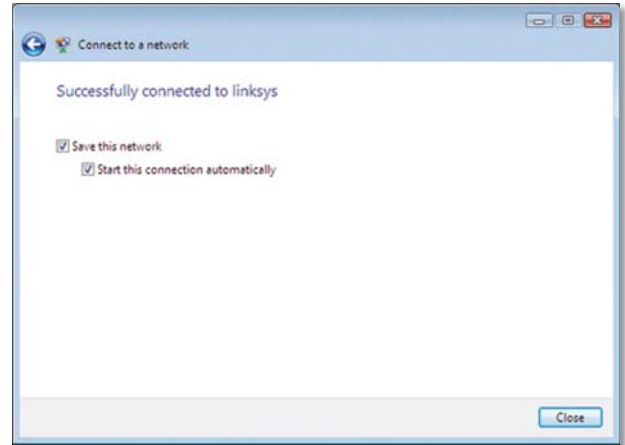 Connect to a network
Successfully connected to linksys
Save this network
Start this connection automatically
Close